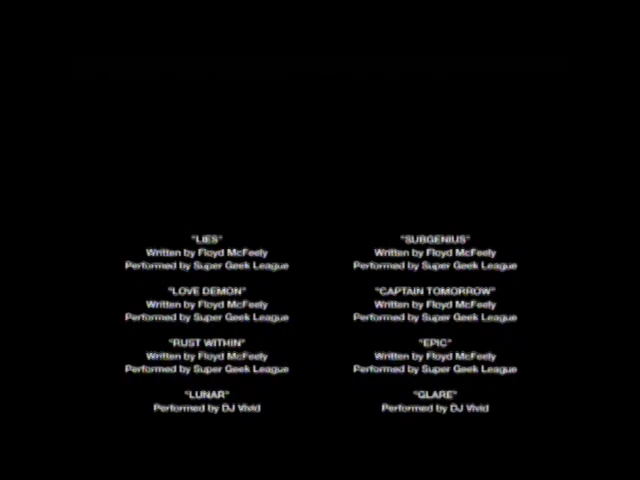 "LIES"
Written by Floyd McFeely
Performed by Super Geek League
"LOVE DEMON"
Written by Floyd McFeely
Performed by Super Geek League
"RUST WITHIN"
Written by Floyd McFeely
Performed by Super Geek League
"LUNAR"
Performed by DJ Vivid
"SUBGENIUS"
Written by Floyd McFeely
Performed by Super Geek League
"CAPTAIN TOMORROW"
Written by Floyd McFeely
Performed by Super Geek League
"EPIC"
Written by Floyd McFeely
Performed by Super Geek League
"GLARE"
Performed by DJ Vivid